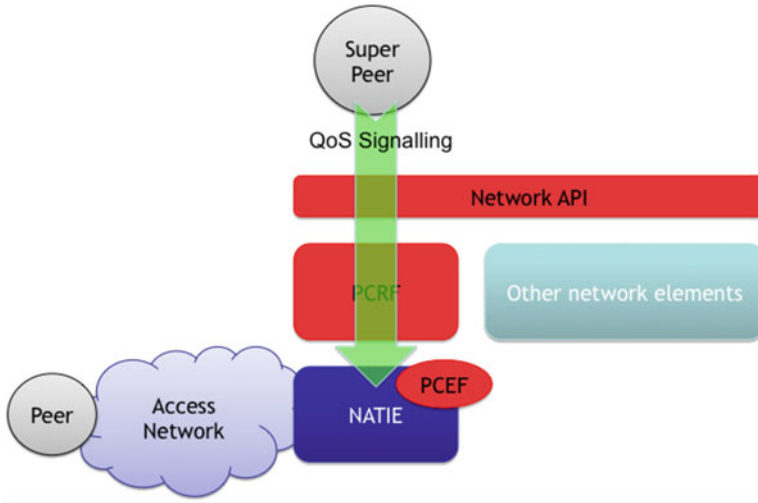 Super
Peer
QoS Signalling
Network API
PCRF
Other network elements
PCEF
Peer
Access
Network
NATIE